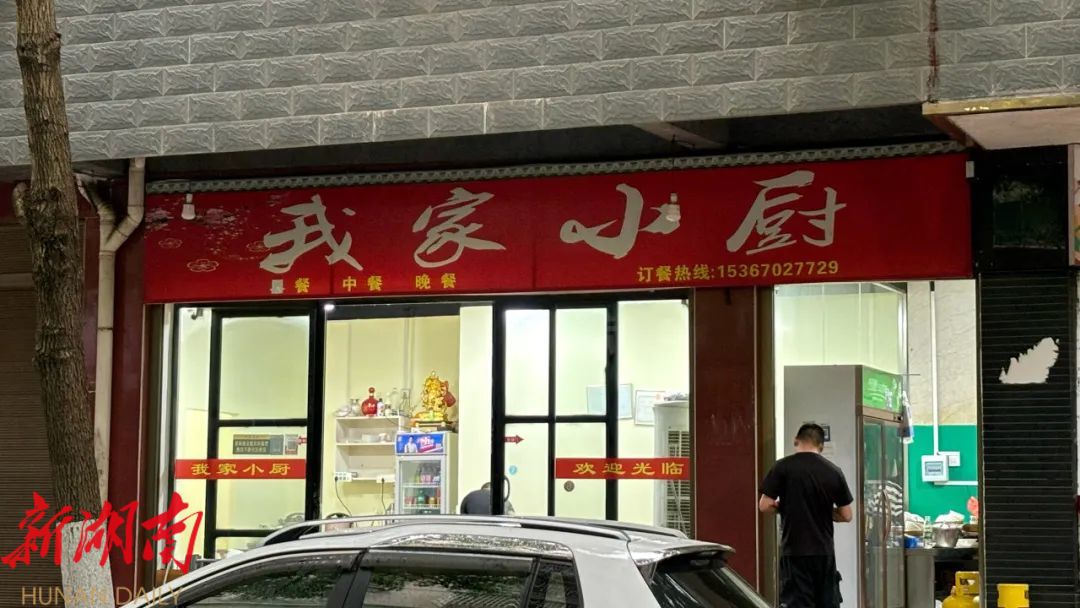 我家小厨
餐 中餐 晚餐
订餐热线:15367027729
我家小厨
欢迎光临
新湖南
HUNAN DAILY